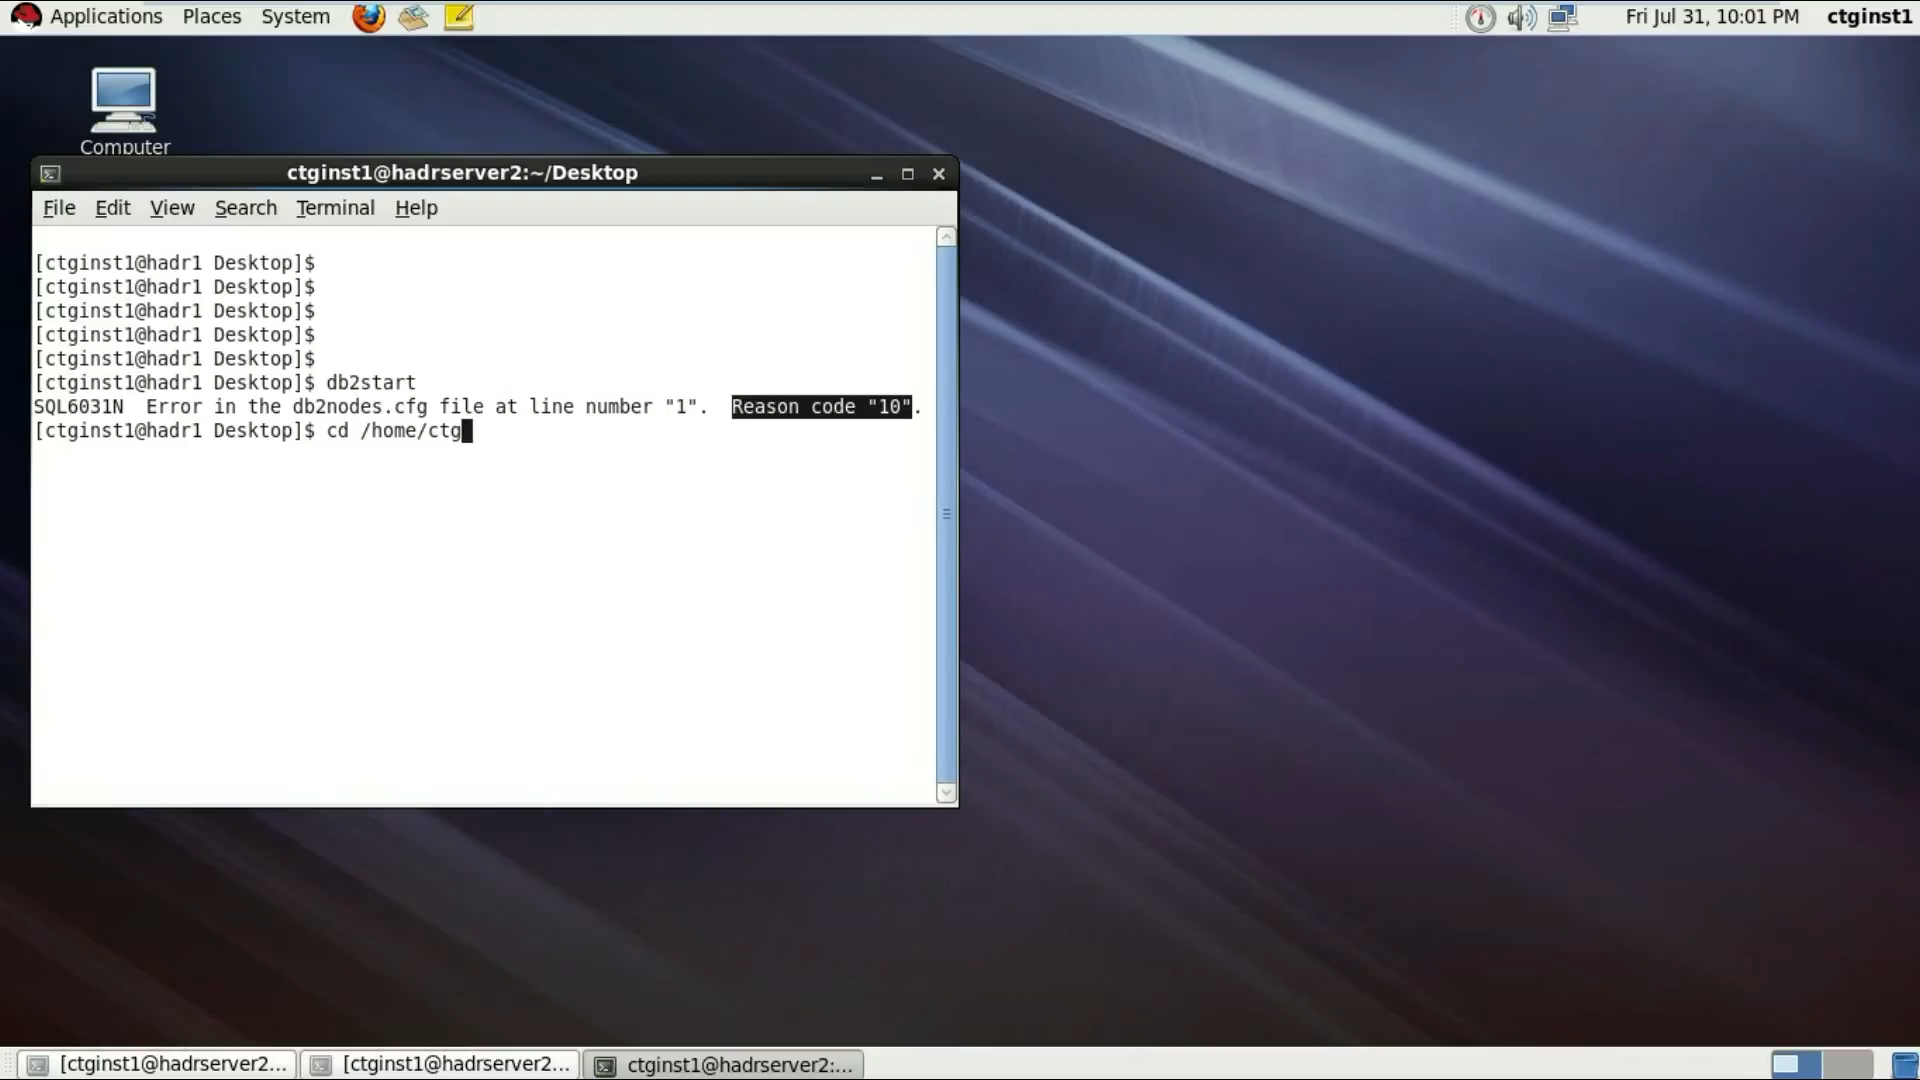 Applications Places System Fri Jul 31, 10:01 PM ctginst1
Computer
ctginst1@hadrserver2:~/Desktop
File Edit View Search Terminal Help
[ctginst1@hadr1 Desktop]$
[ctginst1@hadr1 Desktop]$
[ctginst1@hadr1 Desktop]$
[ctginst1@hadr1 Desktop]$
[ctginst1@hadr1 Desktop]$
[ctginst1@hadr1 Desktop]$ db2start
SQL6031N  Error in the db2nodes.cfg file at line number "1".  Reason code "10".
[ctginst1@hadr1 Desktop]$ cd /home/ctg
[ctginst1@hadrserver2... [ctginst1@hadrserver2... ctginst1@hadrserver2:...